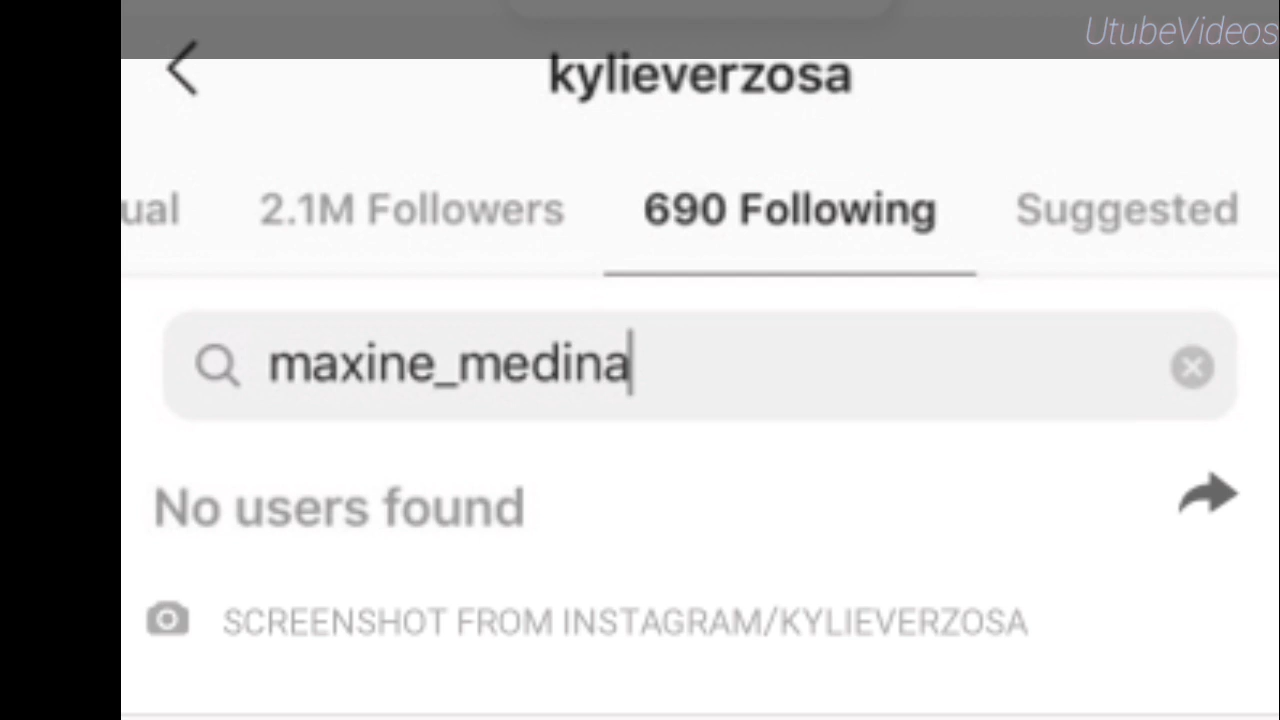 UtubeVideos
kylieverzosa
ual 2.1M Followers 690 Following Suggested
maxine_medina
No users found
SCREENSHOT FROM INSTAGRAM/KYLIEVERZOSA